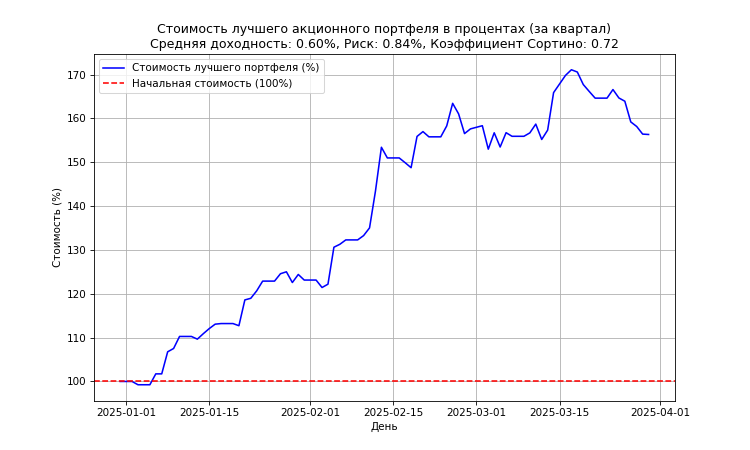 Стоимость лучшего акционного портфеля в процентах (за квартал)
Средняя доходность: 0.60%, Риск: 0.84%, Коэффициент Сортино: 0.72
Стоимость лучшего портфеля (%)
Начальная стоимость (100%)
Стоимость (%)
170
160
150
140
130
120
110
100
2025-01-01
2025-01-15
2025-02-01
2025-02-15
2025-03-01
2025-03-15
2025-04-01
День